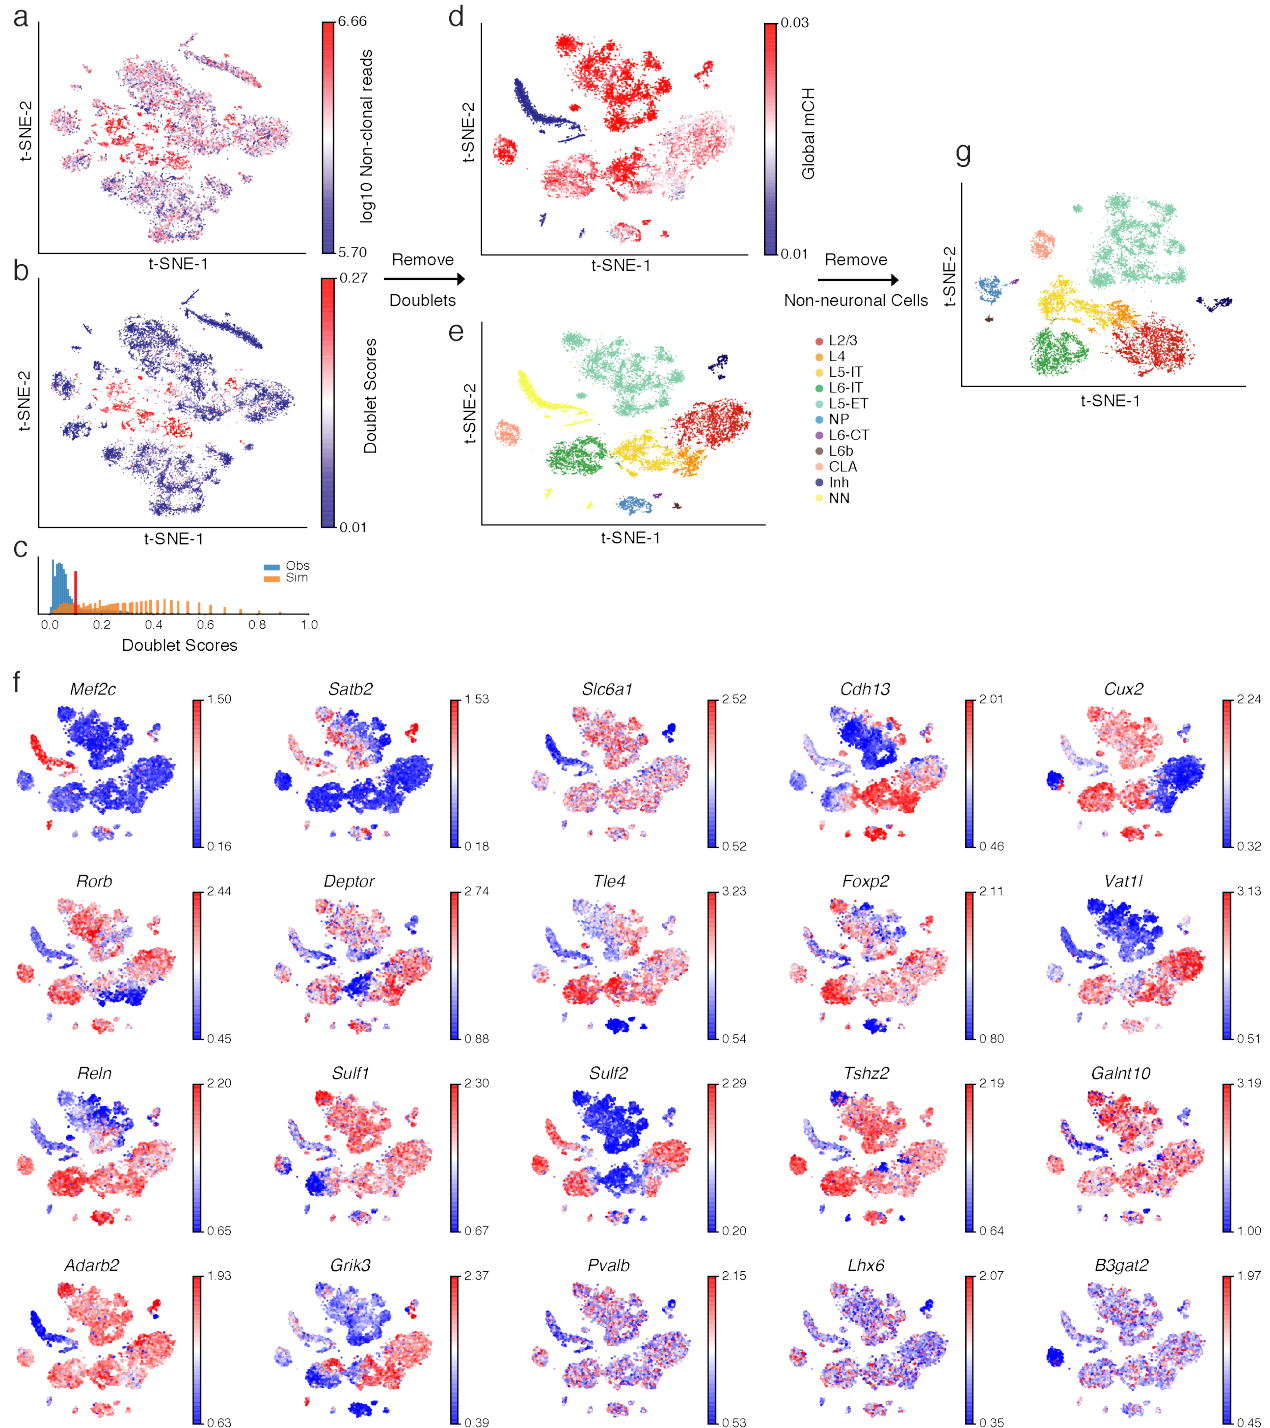 a
6.66
log10 Non-clonal reads
5.70
t-SNE-2
t-SNE-1
b
0.27
Doublet Scores
0.01
t-SNE-2
t-SNE-1
c
Obs
Sim
0.0 0.2 0.4 0.6 0.8 1.0
Doublet Scores
Remove
Doublets
d
0.03
Global mCH
0.01
t-SNE-2
t-SNE-1
e
t-SNE-2
t-SNE-1
Remove
Non-neuronal Cells
L2/3
L4
L5-IT
L6-IT
L5-ET
NP
L6-CT
L6b
CLA
Inh
NN
g
t-SNE-2
t-SNE-1
f
Mef2c
1.50
0.16
Satb2
1.53
0.18
Slc6a1
2.52
0.52
Cdh13
2.01
0.46
Cux2
2.24
0.32
Rorb
2.44
0.45
Deptor
2.74
0.88
Tle4
3.23
0.54
Foxp2
2.11
0.80
Vat1l
3.13
0.51
Reln
2.20
0.65
Sulf1
2.30
0.67
Sulf2
2.29
0.20
Tshz2
2.19
0.64
Galnt10
3.19
1.00
Adarb2
1.93
0.63
Grik3
2.37
0.39
Pvalb
2.15
0.53
Lhx6
2.07
0.35
B3gat2
1.97
0.45